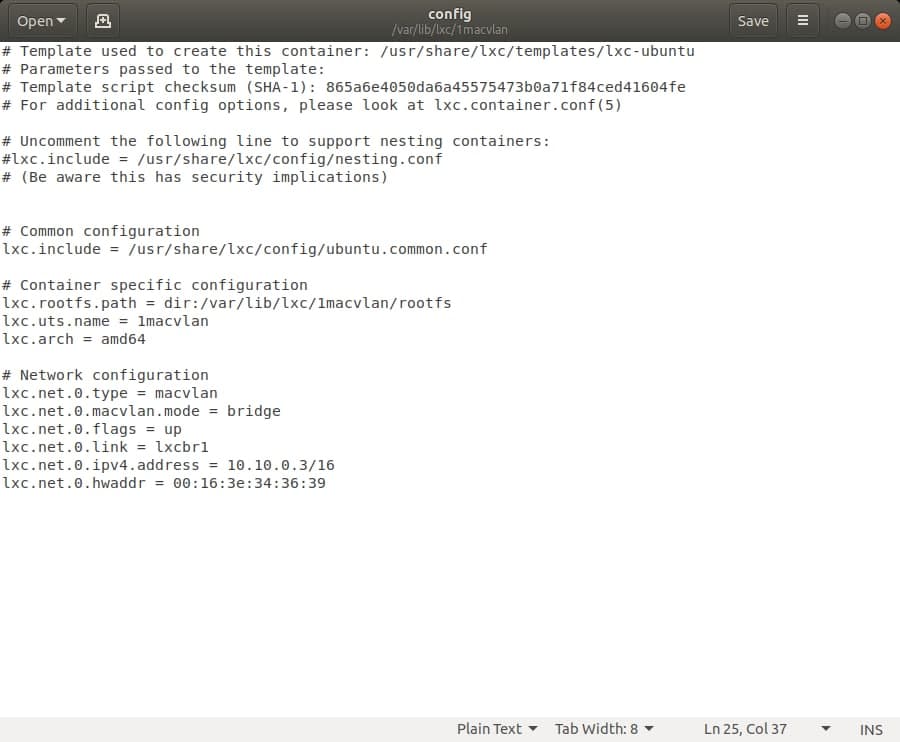 Open
config
/var/lib/lxc/1macvlan
Save
# Template used to create this container: /usr/share/lxc/templates/lxc-ubuntu
# Parameters passed to the template:
# Template script checksum (SHA-1): 865a6e4050da6a45575473b0a71f84ced41604fe
# For additional config options, please look at lxc.container.conf(5)
# Uncomment the following line to support nesting containers:
#lxc.include = /usr/share/lxc/config/nesting.conf
# (Be aware this has security implications)
# Common configuration
lxc.include = /usr/share/lxc/config/ubuntu.common.conf
# Container specific configuration
lxc.rootfs.path = dir:/var/lib/lxc/1macvlan/rootfs
lxc.uts.name = 1macvlan
lxc.arch = amd64
# Network configuration
lxc.net.0.type = macvlan
lxc.net.0.macvlan.mode = bridge
lxc.net.0.flags = up
lxc.net.0.link = lxcbr1
lxc.net.0.ipv4.address = 10.10.0.3/16
lxc.net.0.hwaddr = 00:16:3e:34:36:39
Plain Text Tab Width: 8 Ln 25, Col 37 INS